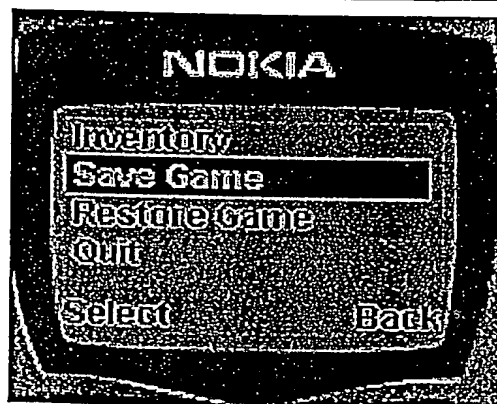 NOKIA
Inventory
Save Game
Restore Game
Quit
Select Back